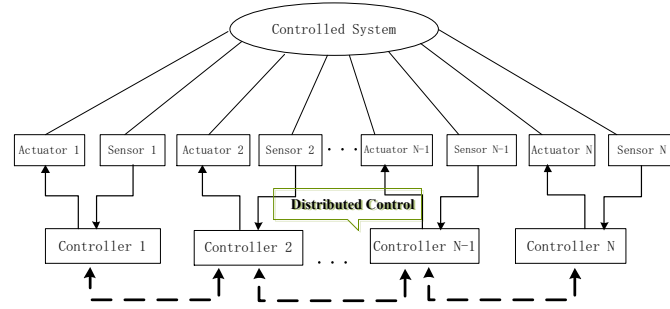 Controlled System
Actuator 1
Sensor 1
Actuator 2
Sensor 2
...
Actuator N-1
Sensor N-1
Actuator N
Sensor N
Distributed Control
Controller 1
Controller 2
...
Controller N-1
Controller N